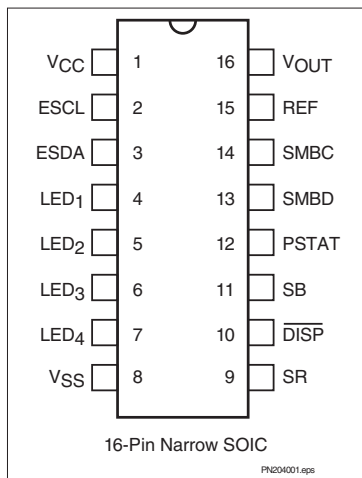 VCC 1 16 VOUT
ESCL 2 15 REF
ESDA 3 14 SMBC
LED1 4 13 SMBD
LED2 5 12 PSTAT
LED3 6 11 SB
LED4 7 10 DISP
VSS 8 9 SR
16-Pin Narrow SOIC
PN204001.eps